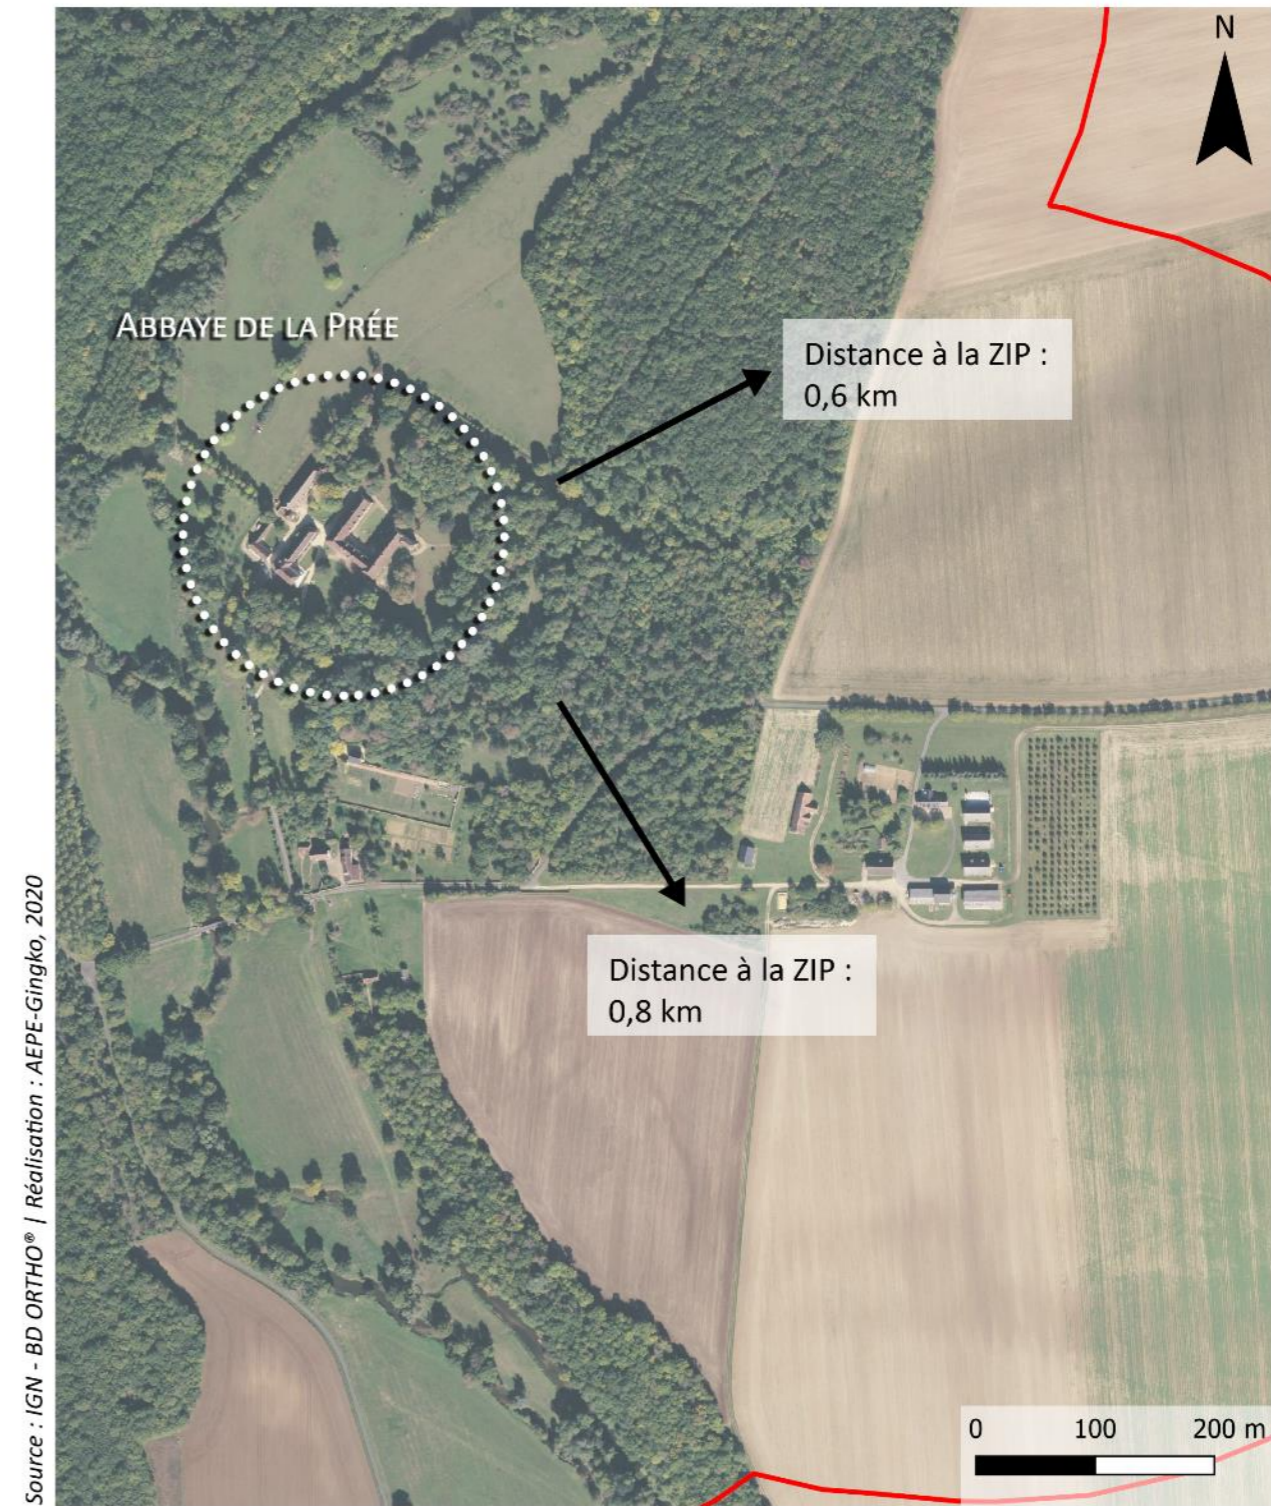 N
ABBAYE DE LA PRÉE
Distance à la ZIP :
0,6 km
Distance à la ZIP :
0,8 km
0 100 200 m
Source : IGN - BD ORTHO® | Réalisation : AEPE-Gingko, 2020